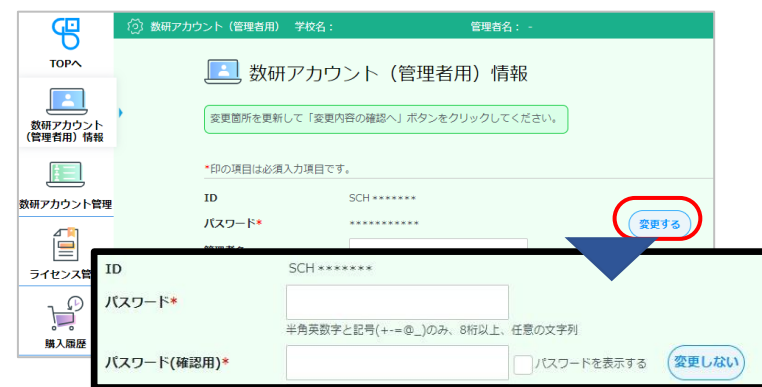 数研アカウント（管理者用） 学校名： 管理者名： -
TOPへ
数研アカウント（管理者用）情報
数研アカウント
（管理者用）情報
変更箇所を更新して「変更内容の確認へ」ボタンをクリックしてください。
*印の項目は必須入力項目です。
ID SCH*******
パスワード* ***********
変更する
数研アカウント管理
ライセンス管
購入履歴
ID SCH*******
パスワード*
半角英数字と記号(+-=@_)のみ、8桁以上、任意の文字列
パスワード(確認用)* パスワードを表示する 変更しない